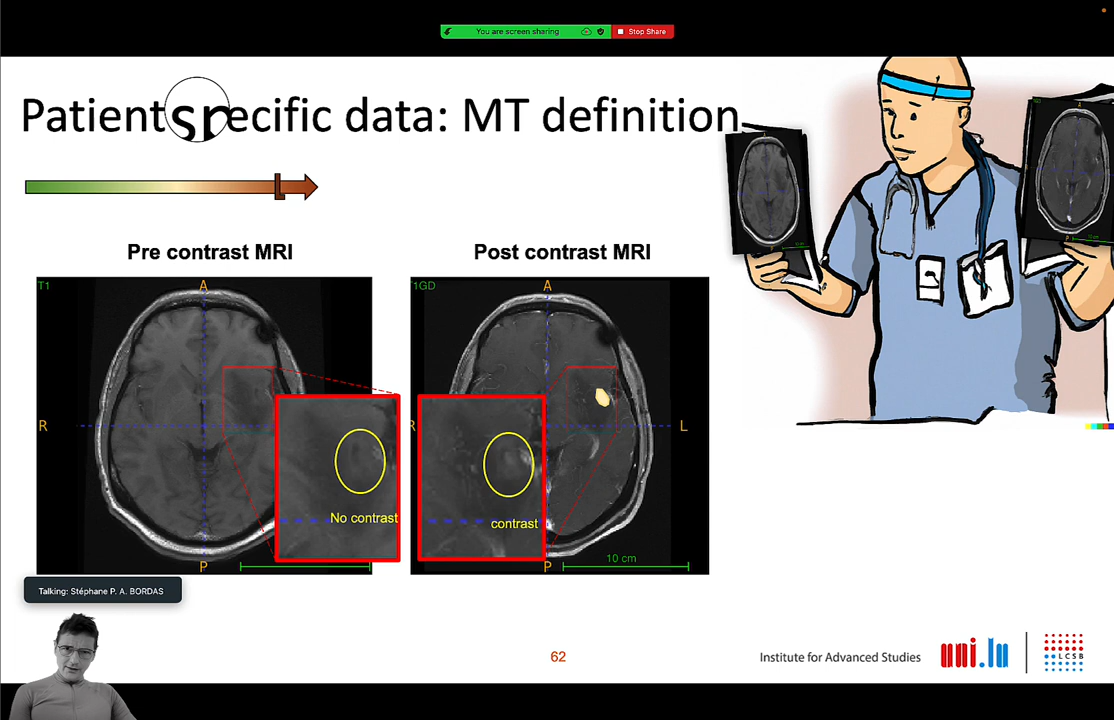 You are screen sharing
Stop Share
Patient specific data: MT definition
Pre contrast MRI
Post contrast MRI
T1
A
R
P
No contrast
1GD
A
R
L
P
contrast
10 cm
Talking: Stéphane P. A. BORDAS
62
Institute for Advanced Studies
uni.lu
LCSB